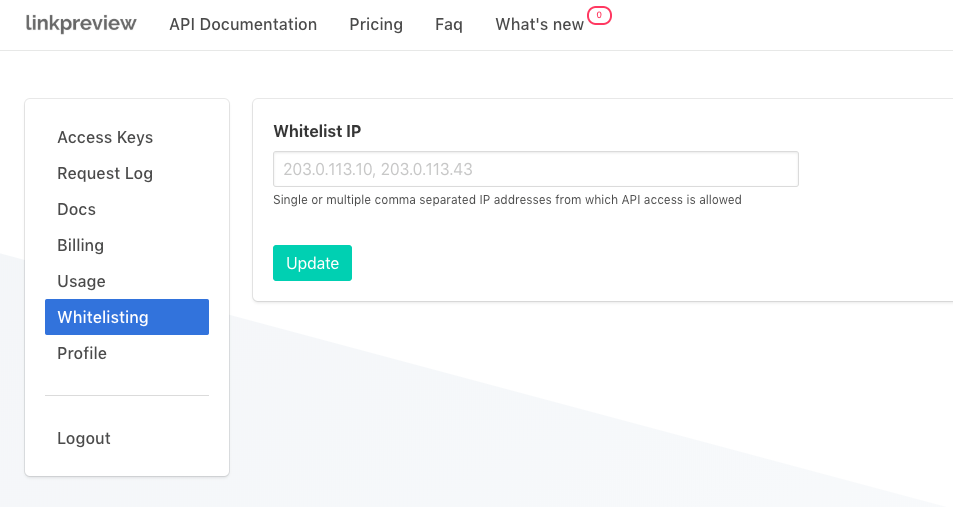 linkpreview API Documentation Pricing Faq What's new 0
Access Keys
Request Log
Docs
Billing
Usage
Whitelisting
Profile
Logout
Whitelist IP
203.0.113.10, 203.0.113.43
Single or multiple comma separated IP addresses from which API access is allowed
Update